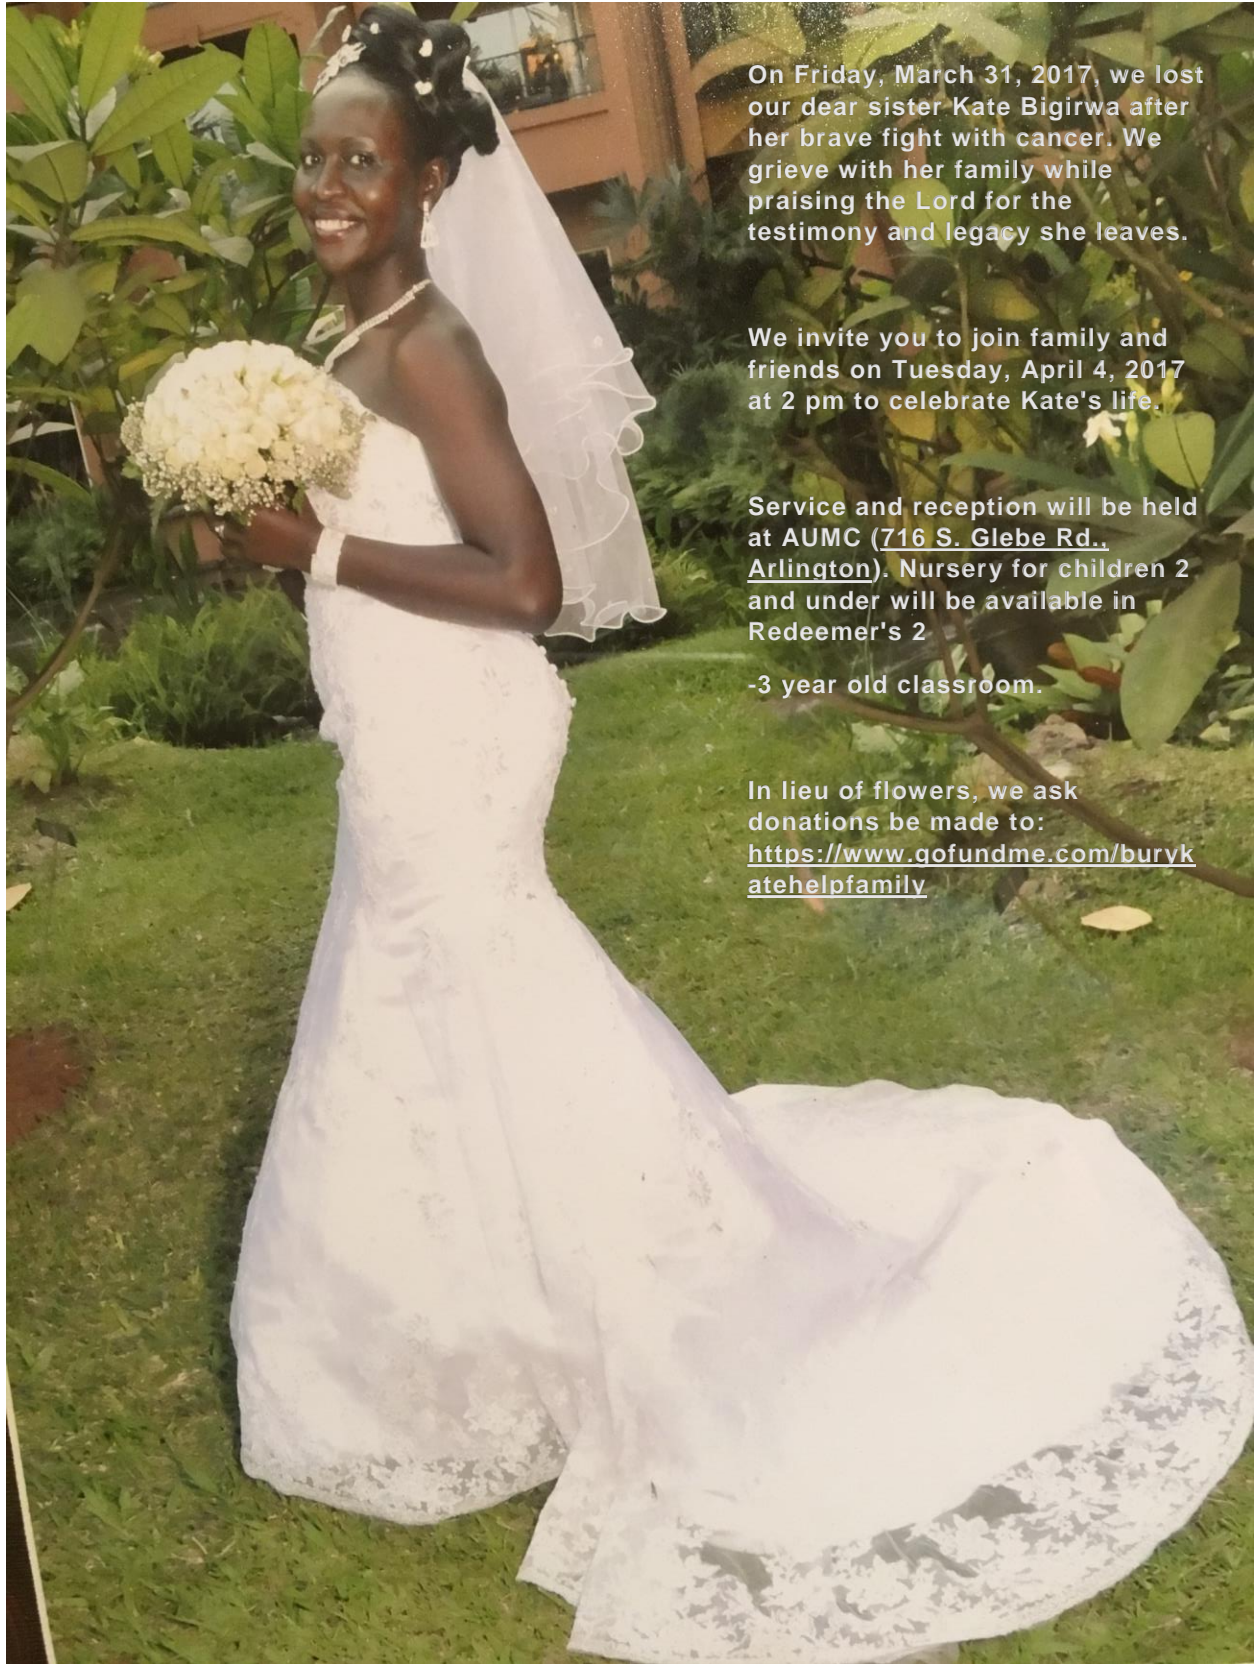 On Friday, March 31, 2017, we lost
our dear sister Kate Bigirwa after
her brave fight with cancer. We
grieve with her family while
praising the Lord for the
testimony and legacy she leaves.
We invite you to join family and
friends on Tuesday, April 4, 2017
at 2 pm to celebrate Kate's life.
Service and reception will be held
at AUMC (716 S. Glebe Rd.,
Arlington). Nursery for children 2
and under will be available in
Redeemer's 2
-3 year old classroom.
In lieu of flowers, we ask
donations be made to:
https://www.gofundme.com/buryk
atehelpfamily